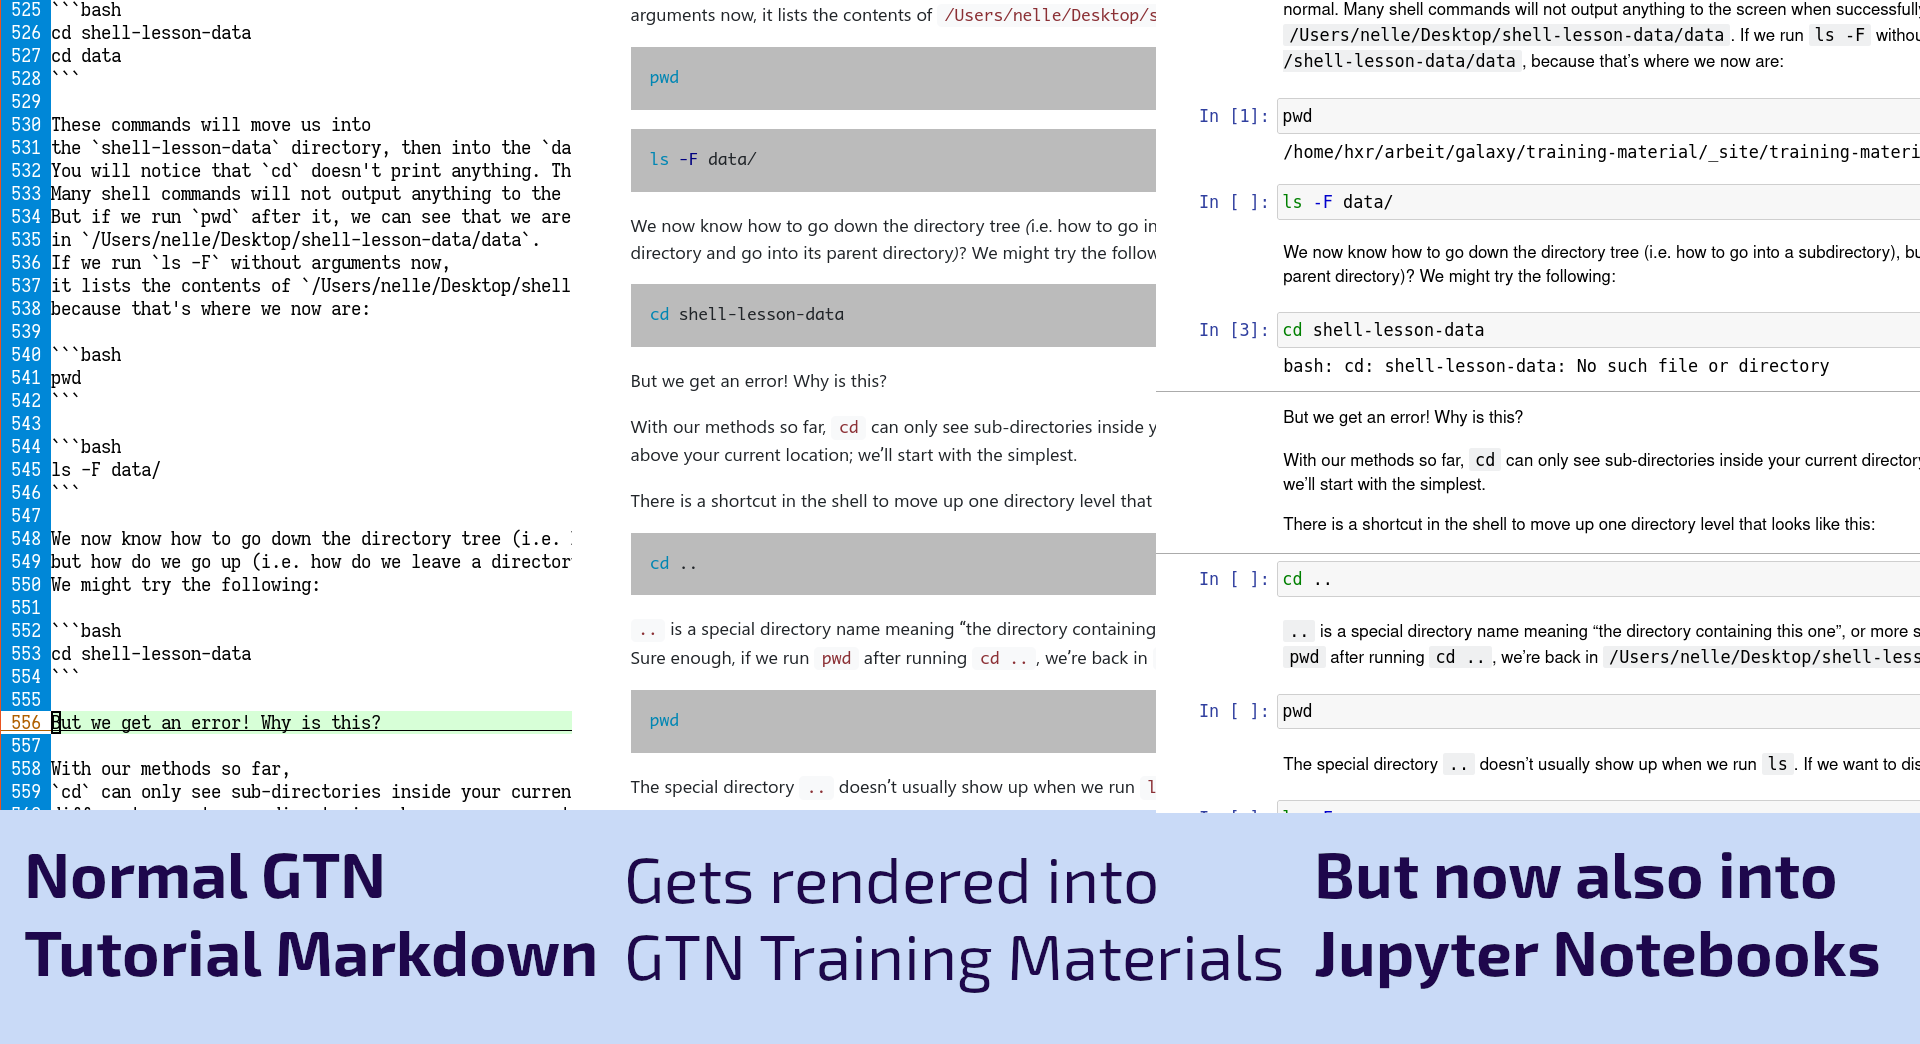 525 ```bash
526 cd shell-lesson-data
527 cd data
528 ```
529
530 These commands will move us into
531 the `shell-lesson-data` directory, then into the `da
532 You will notice that `cd` doesn't print anything. Th
533 Many shell commands will not output anything to the
534 But if we run `pwd` after it, we can see that we are
535 in `/Users/nelle/Desktop/shell-lesson-data/data`.
536 If we run `ls -F` without arguments now,
537 it lists the contents of `/Users/nelle/Desktop/shell
538 because that's where we now are:
539
540 ```bash
541 pwd
542 ```
543
544 ```bash
545 ls -F data/
546 ```
547
548 We now know how to go down the directory tree (i.e.
549 but how do we go up (i.e. how do we leave a director
550 We might try the following:
551
552 ```bash
553 cd shell-lesson-data
554 ```
555
556 But we get an error! Why is this?
557
558 With our methods so far,
559 `cd` can only see sub-directories inside your curren
arguments now, it lists the contents of /Users/nelle/Desktop/s
pwd
ls -F data/
We now know how to go down the directory tree (i.e. how to go in
directory and go into its parent directory)? We might try the follow
cd shell-lesson-data
But we get an error! Why is this?
With our methods so far, cd can only see sub-directories inside y
above your current location; we’ll start with the simplest.
There is a shortcut in the shell to move up one directory level that
cd ..
.. is a special directory name meaning “the directory containing
Sure enough, if we run pwd after running cd .., we’re back in
pwd
The special directory .. doesn’t usually show up when we run l
normal. Many shell commands will not output anything to the screen when successfully
/Users/nelle/Desktop/shell-lesson-data/data. If we run ls -F withou
/shell-lesson-data/data, because that’s where we now are:
In [1]: pwd
/home/hxr/arbeit/galaxy/training-material/_site/training-materi
In [ ]: ls -F data/
We now know how to go down the directory tree (i.e. how to go into a subdirectory), bu
parent directory)? We might try the following:
In [3]: cd shell-lesson-data
bash: cd: shell-lesson-data: No such file or directory
But we get an error! Why is this?
With our methods so far, cd can only see sub-directories inside your current directory
we’ll start with the simplest.
There is a shortcut in the shell to move up one directory level that looks like this:
In [ ]: cd ..
.. is a special directory name meaning “the directory containing this one”, or more s
pwd after running cd .., we’re back in /Users/nelle/Desktop/shell-less
In [ ]: pwd
The special directory .. doesn’t usually show up when we run ls. If we want to dis
Normal GTN
Tutorial Markdown
Gets rendered into
GTN Training Materials
But now also into
Jupyter Notebooks